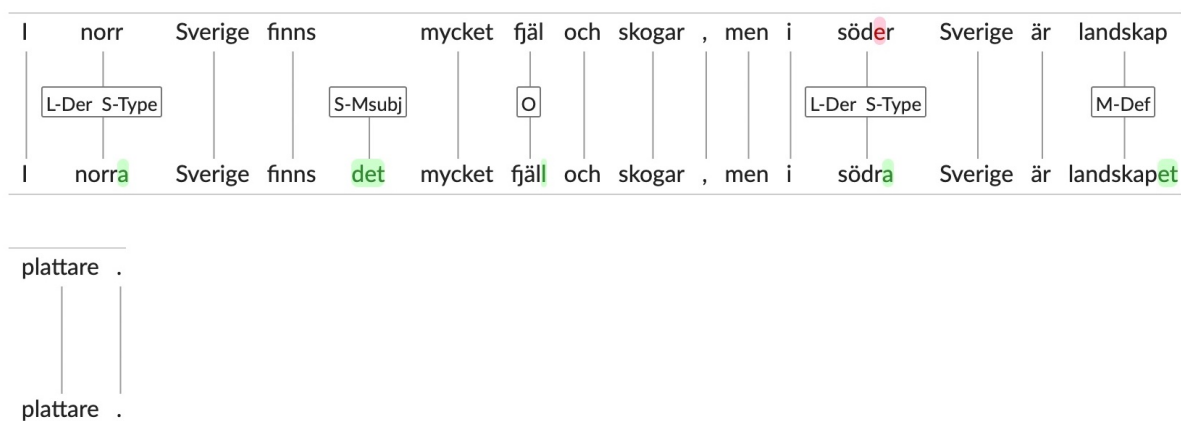 I norr Sverige finns mycket fjäl och skogar , men i söder Sverige är landskap
L-Der S-Type S-Msubj O L-Der S-Type M-Def
I norra Sverige finns det mycket fjäll och skogar , men i södra Sverige är landskapet
plattare .
plattare .